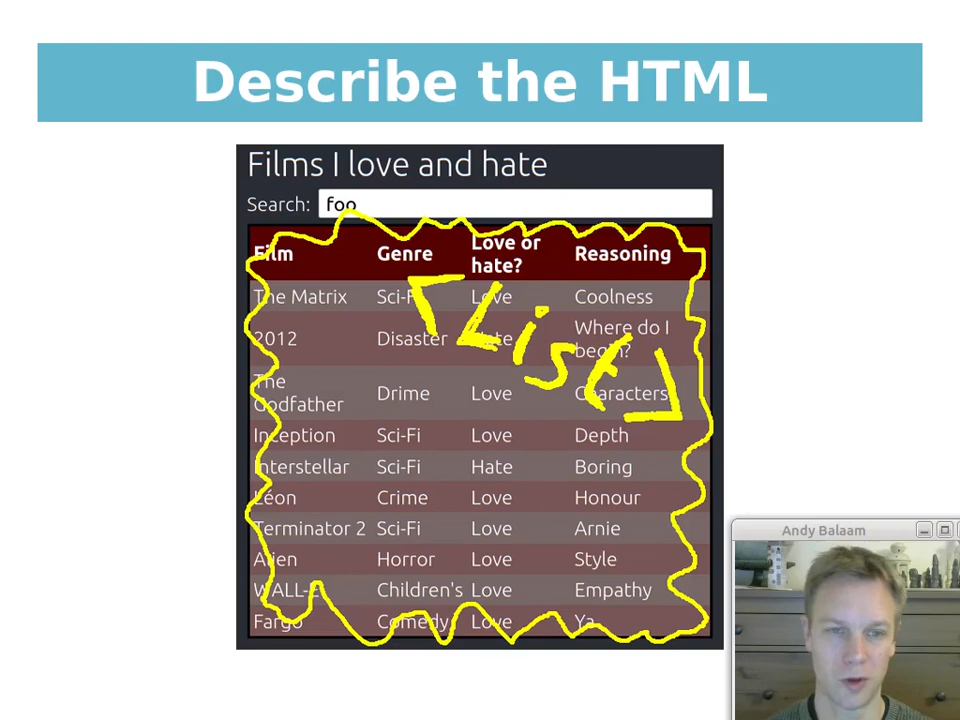 Describe the HTML
Films I love and hate
Search: foo
Film Genre Love or hate? Reasoning
The Matrix Sci-Fi Love Coolness
2012 Disaster Hate Where do I begin?
The Godfather Drime Love Characters
Inception Sci-Fi Love Depth
Interstellar Sci-Fi Hate Boring
Léon Crime Love Honour
Terminator 2 Sci-Fi Love Arnie
Alien Horror Love Style
WALL-E Children's Love Empathy
Fargo Comedy Love Ya
<List>
Andy Balaam